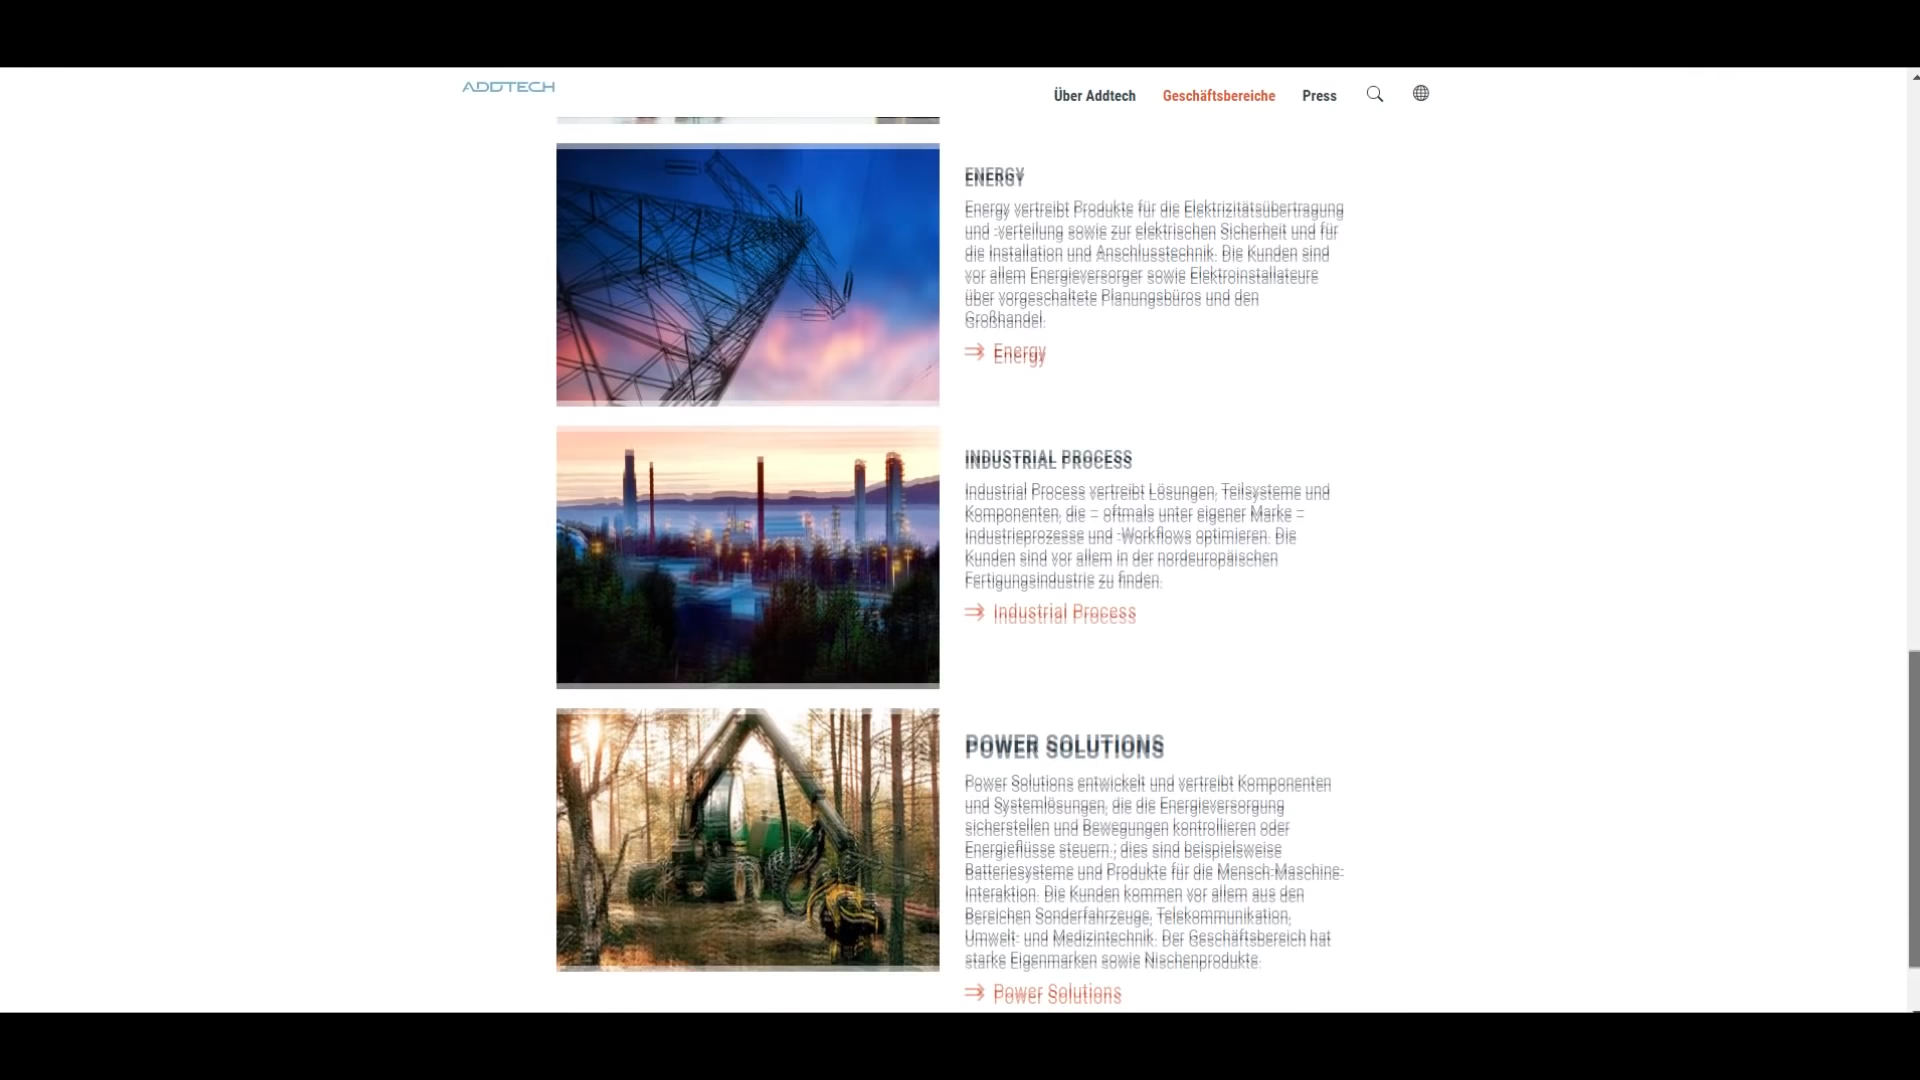 ADDTECH
Über Addtech
Geschäftsbereiche
Press
ENERGY
Energy vertreibt Produkte für die Elektrizitätsübertragung
und -verteilung sowie zur elektrischen Sicherheit und für
die Installation und Anschlusstechnik. Die Kunden sind
vor allem Energieversorger sowie Elektroinstallateure
über vorgeschaltete Planungsbüros und den
Großhandel.
Energy
INDUSTRIAL PROCESS
Industrial Process vertreibt Lösungen, Teilsysteme und
Komponenten, die – oftmals unter eigener Marke –
Industrieprozesse und -Workflows optimieren. Die
Kunden sind vor allem in der nordeuropäischen
Fertigungsindustrie zu finden.
Industrial Process
POWER SOLUTIONS
Power Solutions entwickelt und vertreibt Komponenten
und Systemlösungen, die die Energieversorgung
sicherstellen und Bewegungen kontrollieren oder
Energieflüsse steuern.; dies sind beispielsweise
Batteriesysteme und Produkte für die Mensch-Maschine-
Interaktion. Die Kunden kommen vor allem aus den
Bereichen Sonderfahrzeuge, Telekommunikation,
Umwelt- und Medizintechnik. Der Geschäftsbereich hat
starke Eigenmarken sowie Nischenprodukte.
Power Solutions